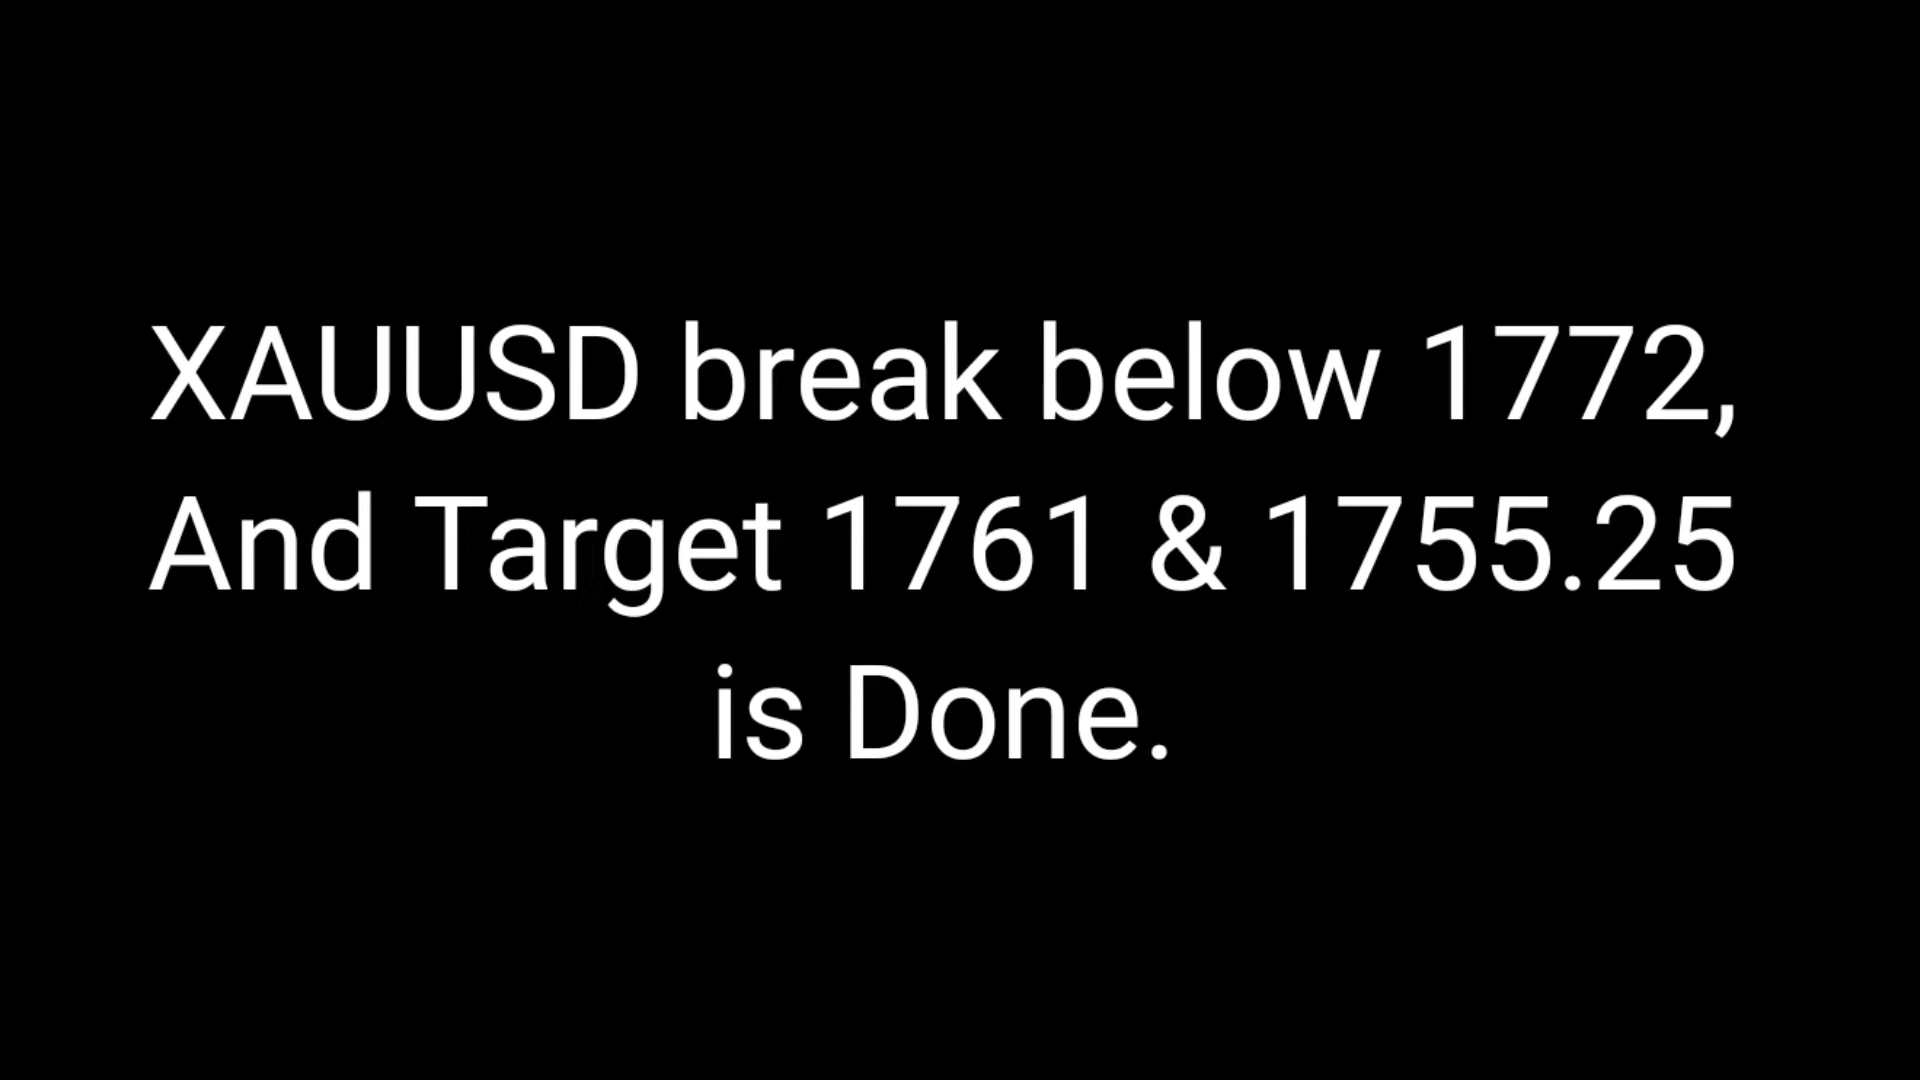 XAUUSD break below 1772,
And Target 1761 & 1755.25
is Done.